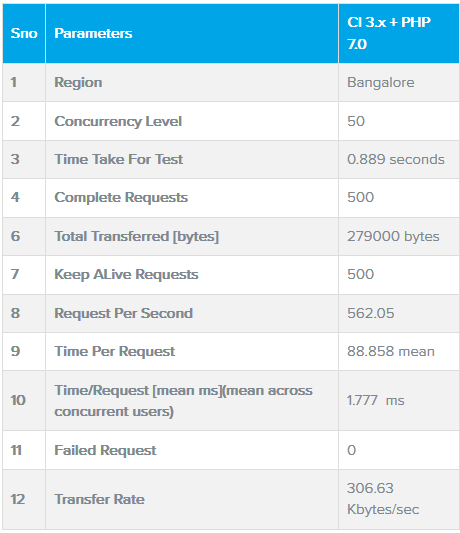 Sno Parameters CI 3.x + PHP
7.0
1 Region Bangalore
2 Concurrency Level 50
3 Time Take For Test 0.889 seconds
4 Complete Requests 500
6 Total Transferred [bytes] 279000 bytes
7 Keep ALive Requests 500
8 Request Per Second 562.05
9 Time Per Request 88.858 mean
10 Time/Request [mean ms](mean across
concurrent users) 1.777 ms
11 Failed Request 0
12 Transfer Rate 306.63
Kbytes/sec